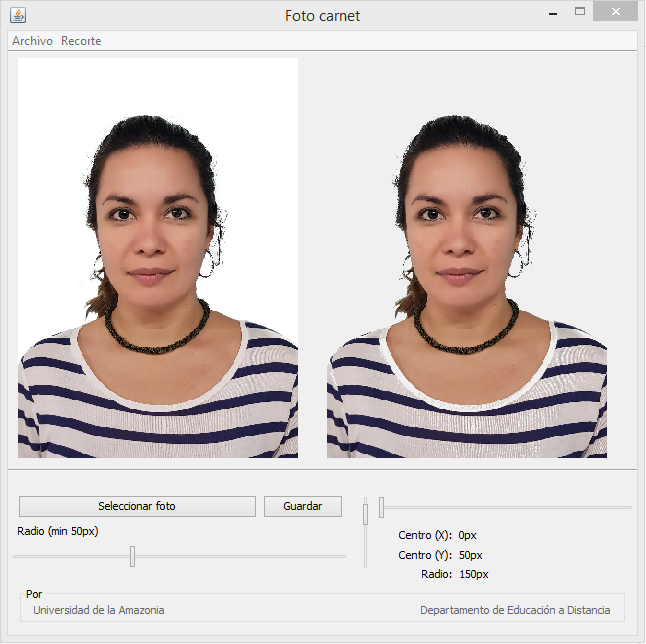 Foto carnet
Archivo Recorte
Seleccionar foto Guardar
Radio (min 50px)
Centro (X): 0px
Centro (Y): 50px
Radio: 150px
Por
Universidad de la Amazonia Departamento de Educación a Distancia